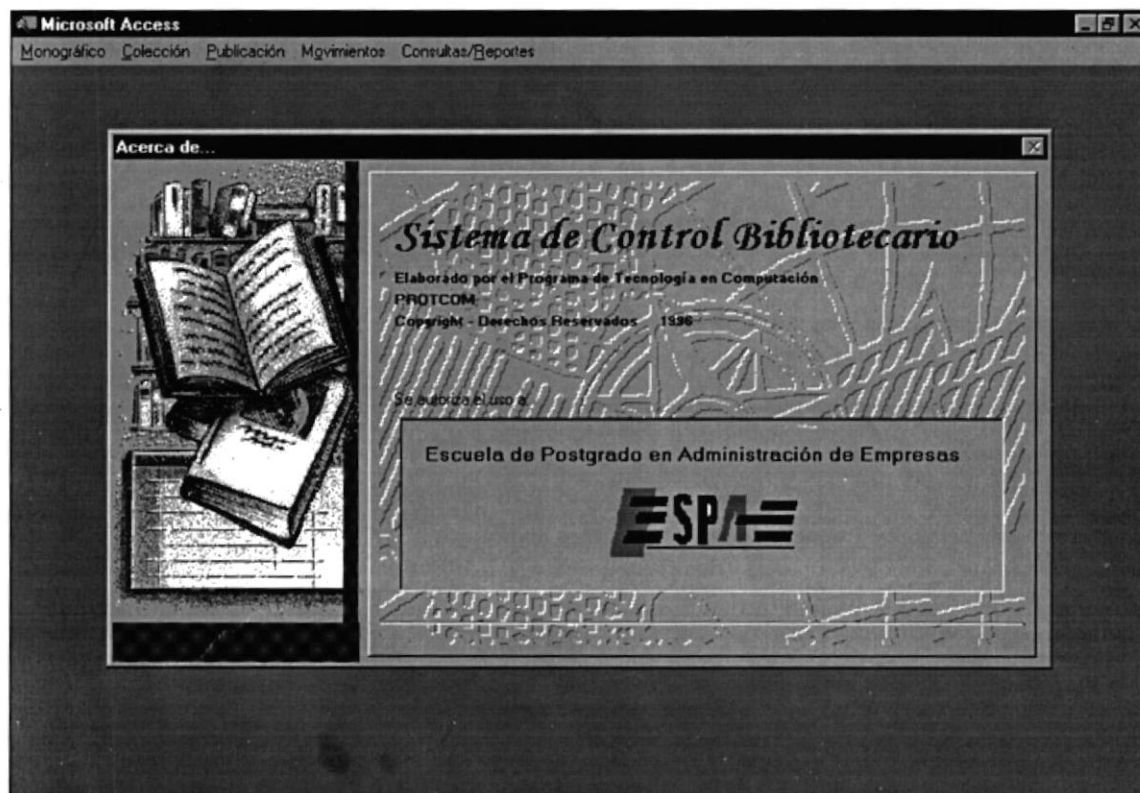 Microsoft Access
Monográfico Colección Publicación Movimientos Consultas/Reportes
Acerca de...
Sistema de Control Bibliotecario
Elaborado por el Programa de Tecnología en Computación
PROTCOM
Copyright - Derechos Reservados 1996
Se autoriza el uso a
Escuela de Postgrado en Administración de Empresas
ESPAE